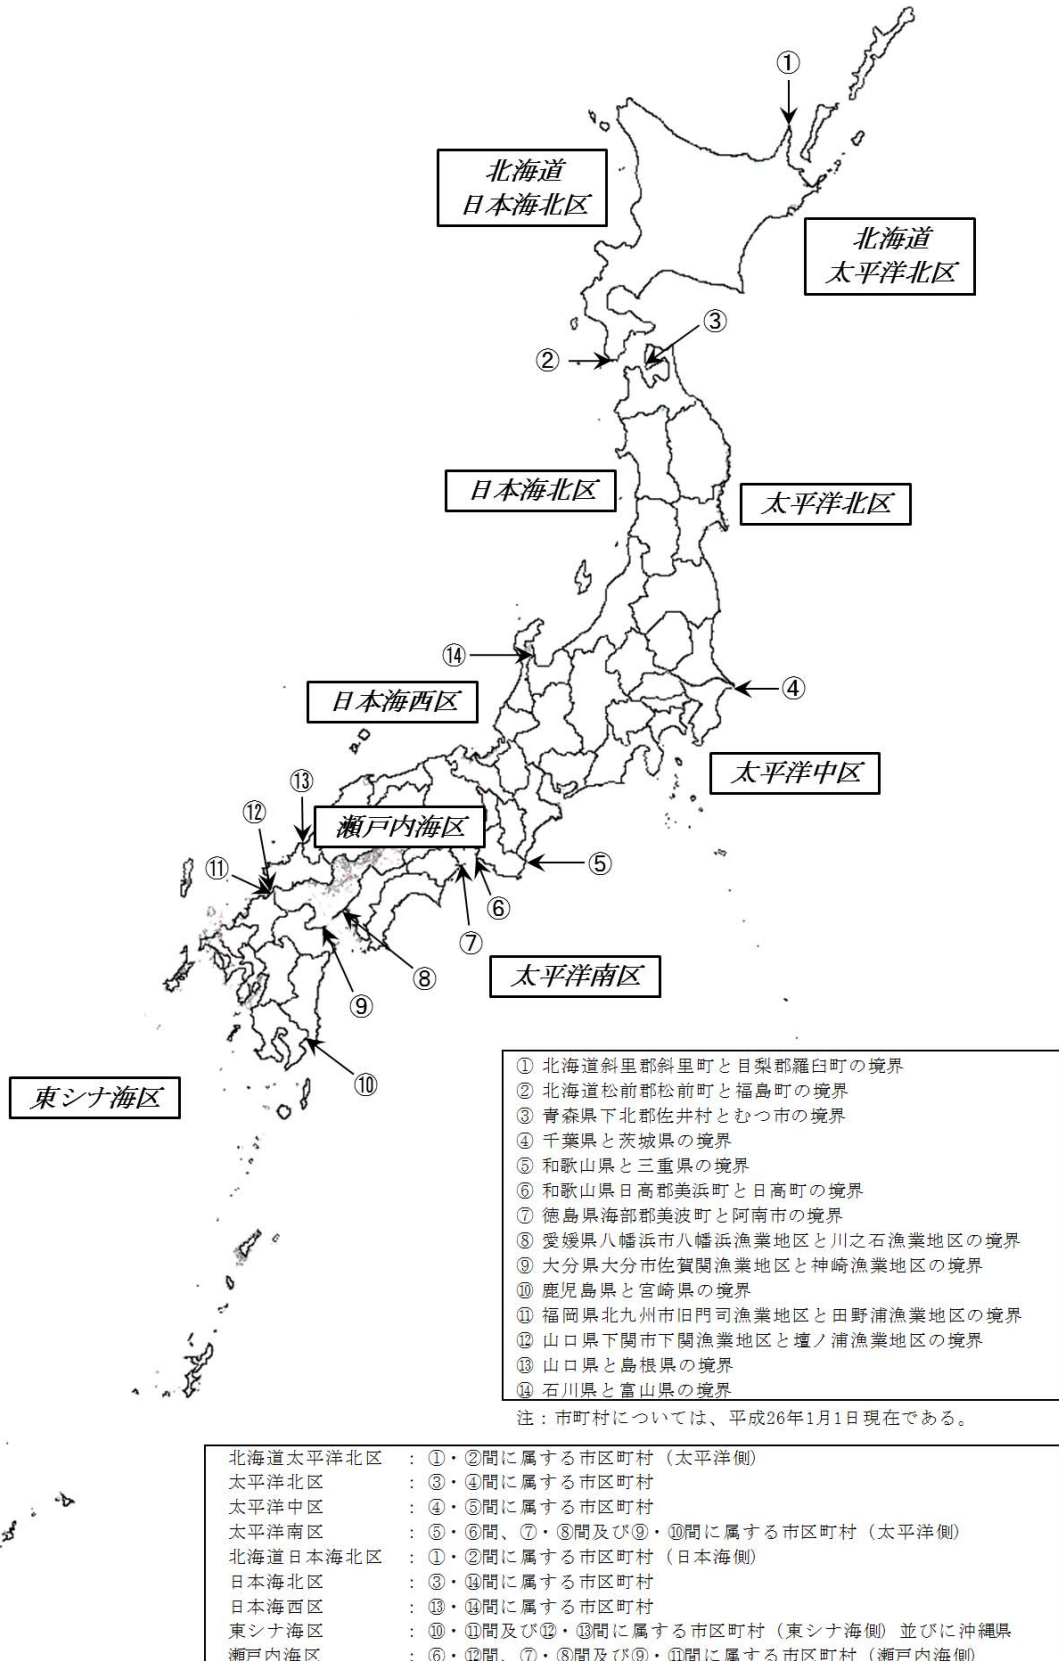 ①
北海道
日本海北区
北海道
太平洋北区
③
②
日本海北区
太平洋北区
⑭
④
日本海西区
太平洋中区
⑬
⑫
瀬戸内海区
⑪
⑤
⑥
⑦
太平洋南区
⑧
⑨
⑩
東シナ海区
① 北海道斜里郡斜里町と目梨郡羅臼町の境界
② 北海道松前郡松前町と福島町の境界
③ 青森県下北郡佐井村とむつ市の境界
④ 千葉県と茨城県の境界
⑤ 和歌山県と三重県の境界
⑥ 和歌山県日高郡美浜町と日高町の境界
⑦ 徳島県海部郡美波町と阿南市の境界
⑧ 愛媛県八幡浜市八幡浜漁業地区と川之石漁業地区の境界
⑨ 大分県大分市佐賀関漁業地区と神崎漁業地区の境界
⑩ 鹿児島県と宮崎県の境界
⑪ 福岡県北九州市旧門司漁業地区と田野浦漁業地区の境界
⑫ 山口県下関市下関漁業地区と壇ノ浦漁業地区の境界
⑬ 山口県と島根県の境界
⑭ 石川県と富山県の境界
注：市町村については、平成26年1月1日現在である。
北海道太平洋北区 ：①・②間に属する市区町村（太平洋側）
太平洋北区 ：③・④間に属する市区町村
太平洋中区 ：④・⑤間に属する市区町村
太平洋南区 ：⑤・⑥間、⑦・⑧間及び⑨・⑩間に属する市区町村（太平洋側）
北海道日本海北区 ：①・②間に属する市区町村（日本海側）
日本海北区 ：③・⑭間に属する市区町村
日本海西区 ：⑬・⑭間に属する市区町村
東シナ海区 ：⑩・⑪間及び⑫・⑬間に属する市区町村（東シナ海側）並びに沖縄県
瀬戸内海区 ：⑥・⑫間、⑦・⑧間及び⑨・⑪間に属する市区町村（瀬戸内海側）